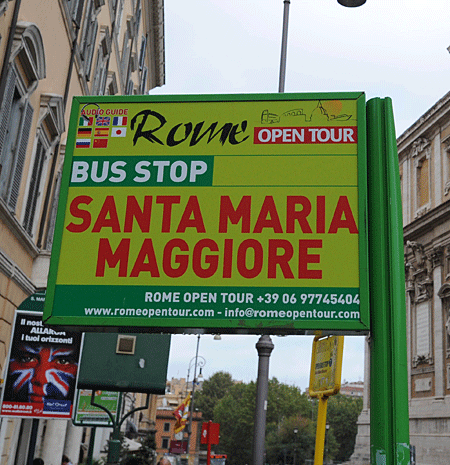 AUDIO GUIDE
Rome OPEN TOUR
BUS STOP
SANTA MARIA
MAGGIORE
ROME OPEN TOUR +39 06 97745404
www.romeopentour.com - info@romeopentour.com
Il nost
ALLARGA
i tuoi orizzonti.